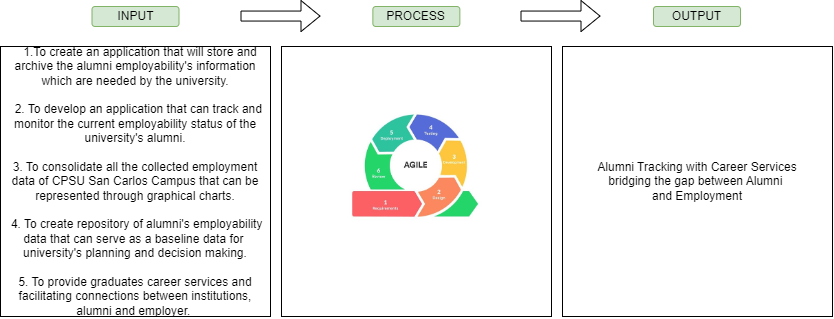 INPUT
PROCESS
OUTPUT
1.To create an application that will store and
archive the alumni employability's information
which are needed by the university.
2. To develop an application that can track and
monitor the current employability status of the
university's alumni.
3. To consolidate all the collected employment
data of CPSU San Carlos Campus that can be
represented through graphical charts.
4. To create repository of alumni's employability
data that can serve as a baseline data for
university's planning and decision making.
5. To provide graduates career services and
facilitating connections between institutions,
alumni and employer.
AGILE
1
Requirements
2
Design
3
4
Testing
5
Deployment
6
Review
Alumni Tracking with Career Services
bridging the gap between Alumni
and Employment